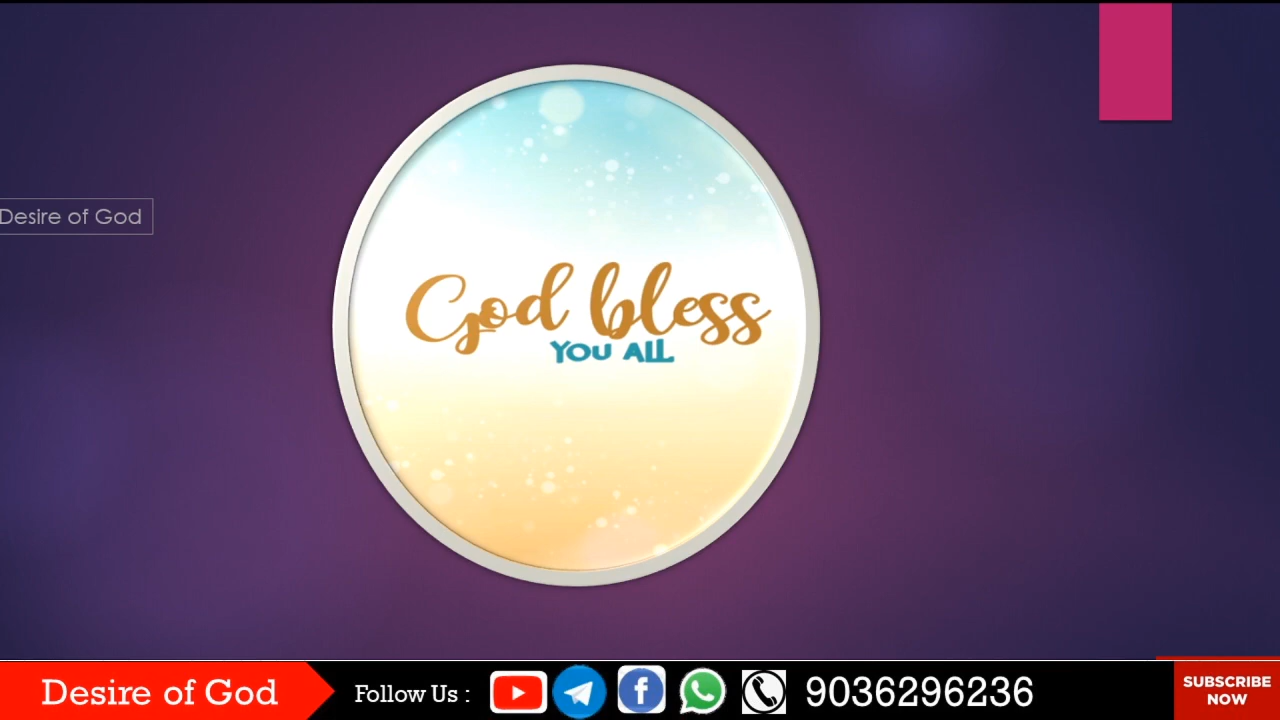 Desire of God
God bless
YOU ALL
Desire of God
Follow Us :
9036296236
SUBSCRIBE
NOW